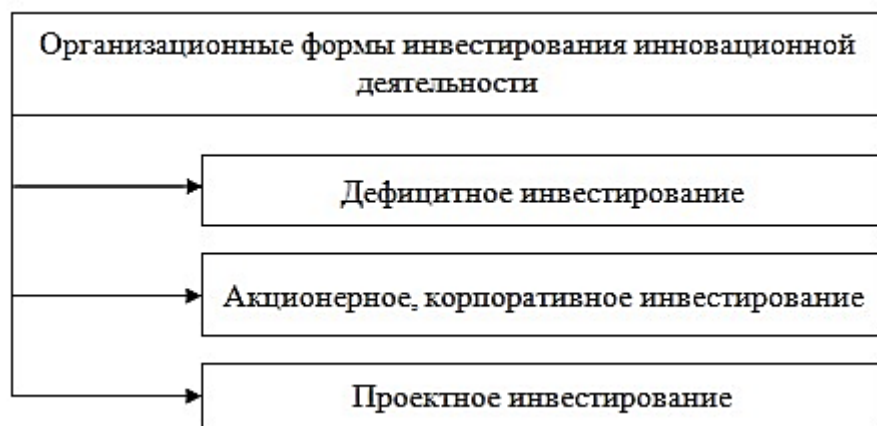 Организационные формы инвестирования инновационной
деятельности
Дефицитное инвестирование
Акционерное, корпоративное инвестирование
Проектное инвестирование